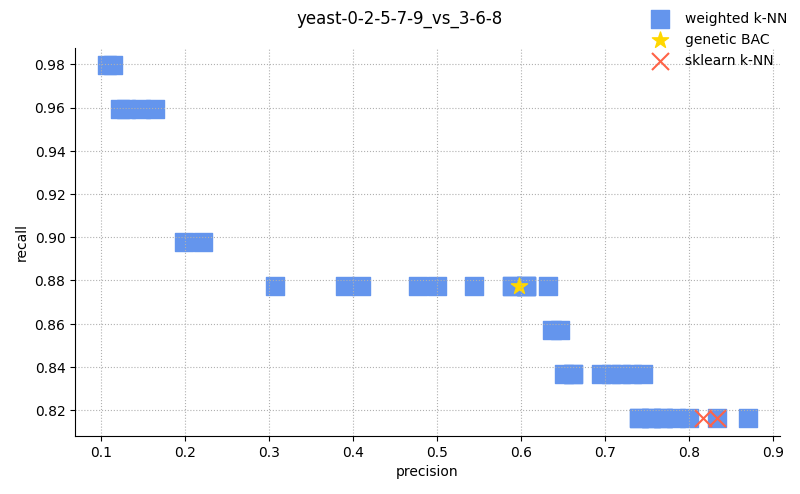 yeast-0-2-5-7-9_vs_3-6-8
weighted k-NN
genetic BAC
sklearn k-NN
0.98
0.96
0.94
0.92
0.90
0.88
0.86
0.84
0.82
recall
0.1 0.2 0.3 0.4 0.5 0.6 0.7 0.8 0.9
precision